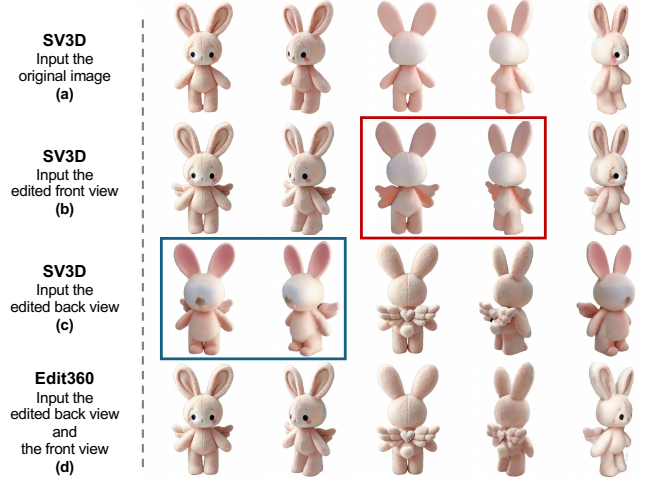 SV3D
Input the
original image
(a)
SV3D
Input the
edited front view
(b)
SV3D
Input the
edited back view
(c)
Edit360
Input the
edited back view
and
the front view
(d)